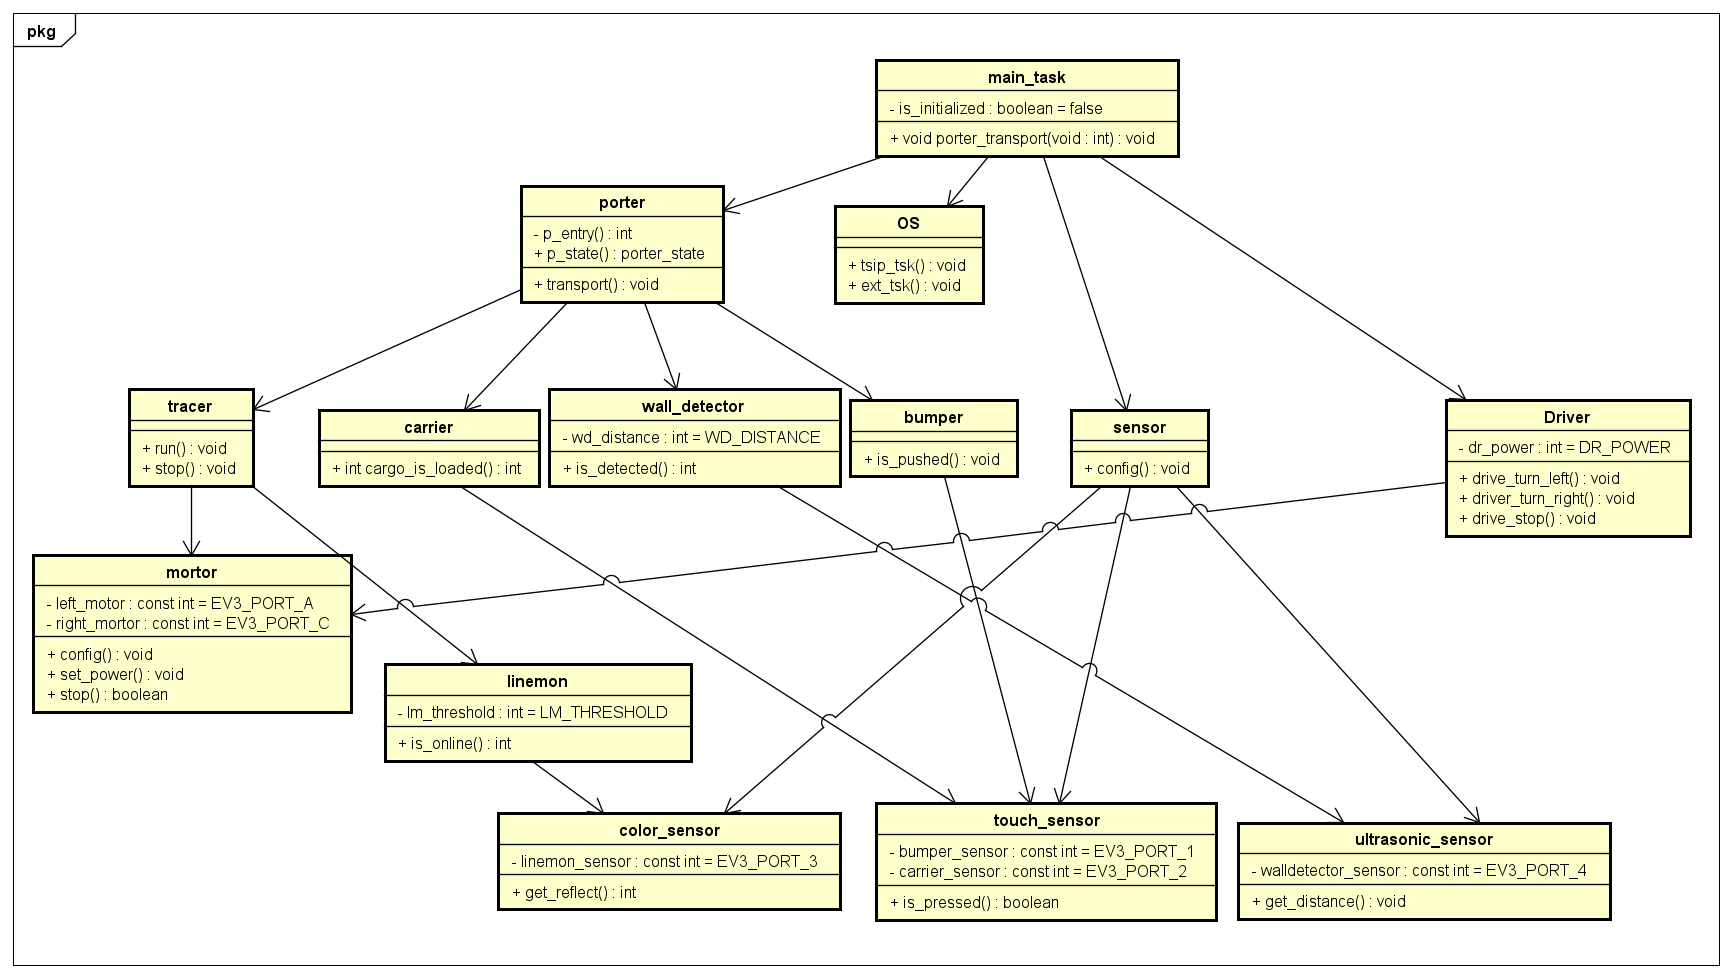 pkg
main_task
- is_initialized : boolean = false
+ void porter_transport(void : int) : void
porter
- p_entry() : int
+ p_state() : porter_state
+ transport() : void
OS
+ tsip_tsk() : void
+ ext_tsk() : void
tracer
+ run() : void
+ stop() : void
carrier
+ int cargo_is_loaded() : int
wall_detector
- wd_distance : int = WD_DISTANCE
+ is_detected() : int
bumper
+ is_pushed() : void
sensor
+ config() : void
Driver
- dr_power : int = DR_POWER
+ drive_turn_left() : void
+ driver_turn_right() : void
+ drive_stop() : void
mortor
- left_motor : const int = EV3_PORT_A
- right_mortor : const int = EV3_PORT_C
+ config() : void
+ set_power() : void
+ stop() : boolean
linemon
- lm_threshold : int = LM_THRESHOLD
+ is_online() : int
color_sensor
- linemon_sensor : const int = EV3_PORT_3
+ get_reflect() : int
touch_sensor
- bumper_sensor : const int = EV3_PORT_1
- carrier_sensor : const int = EV3_PORT_2
+ is_pressed() : boolean
ultrasonic_sensor
- walldetector_sensor : const int = EV3_PORT_4
+ get_distance() : void